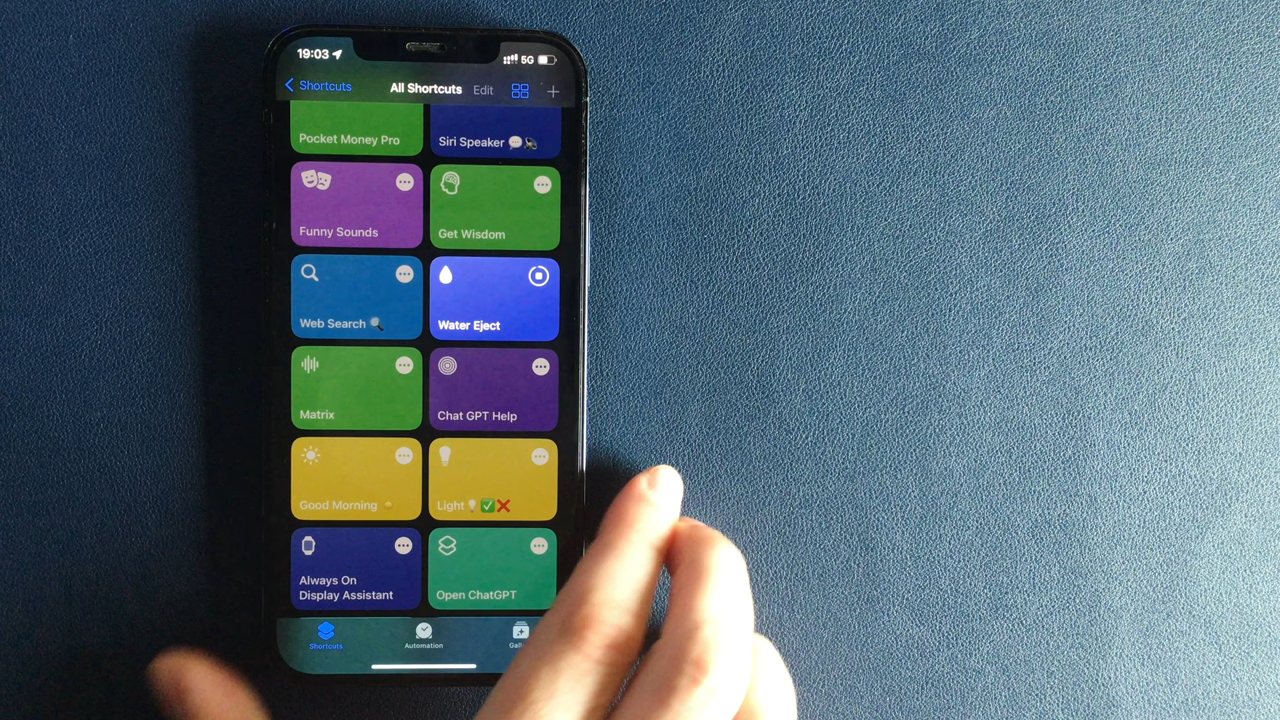 19:03
5G
Shortcuts
All Shortcuts
Edit
Pocket Money Pro
Siri Speaker 💬🔊
Funny Sounds
Get Wisdom
Web Search 🔍
Water Eject
Matrix
Chat GPT Help
Good Morning
Light 💡✅❌
Always On
Display Assistant
Open ChatGPT
Shortcuts
Automation